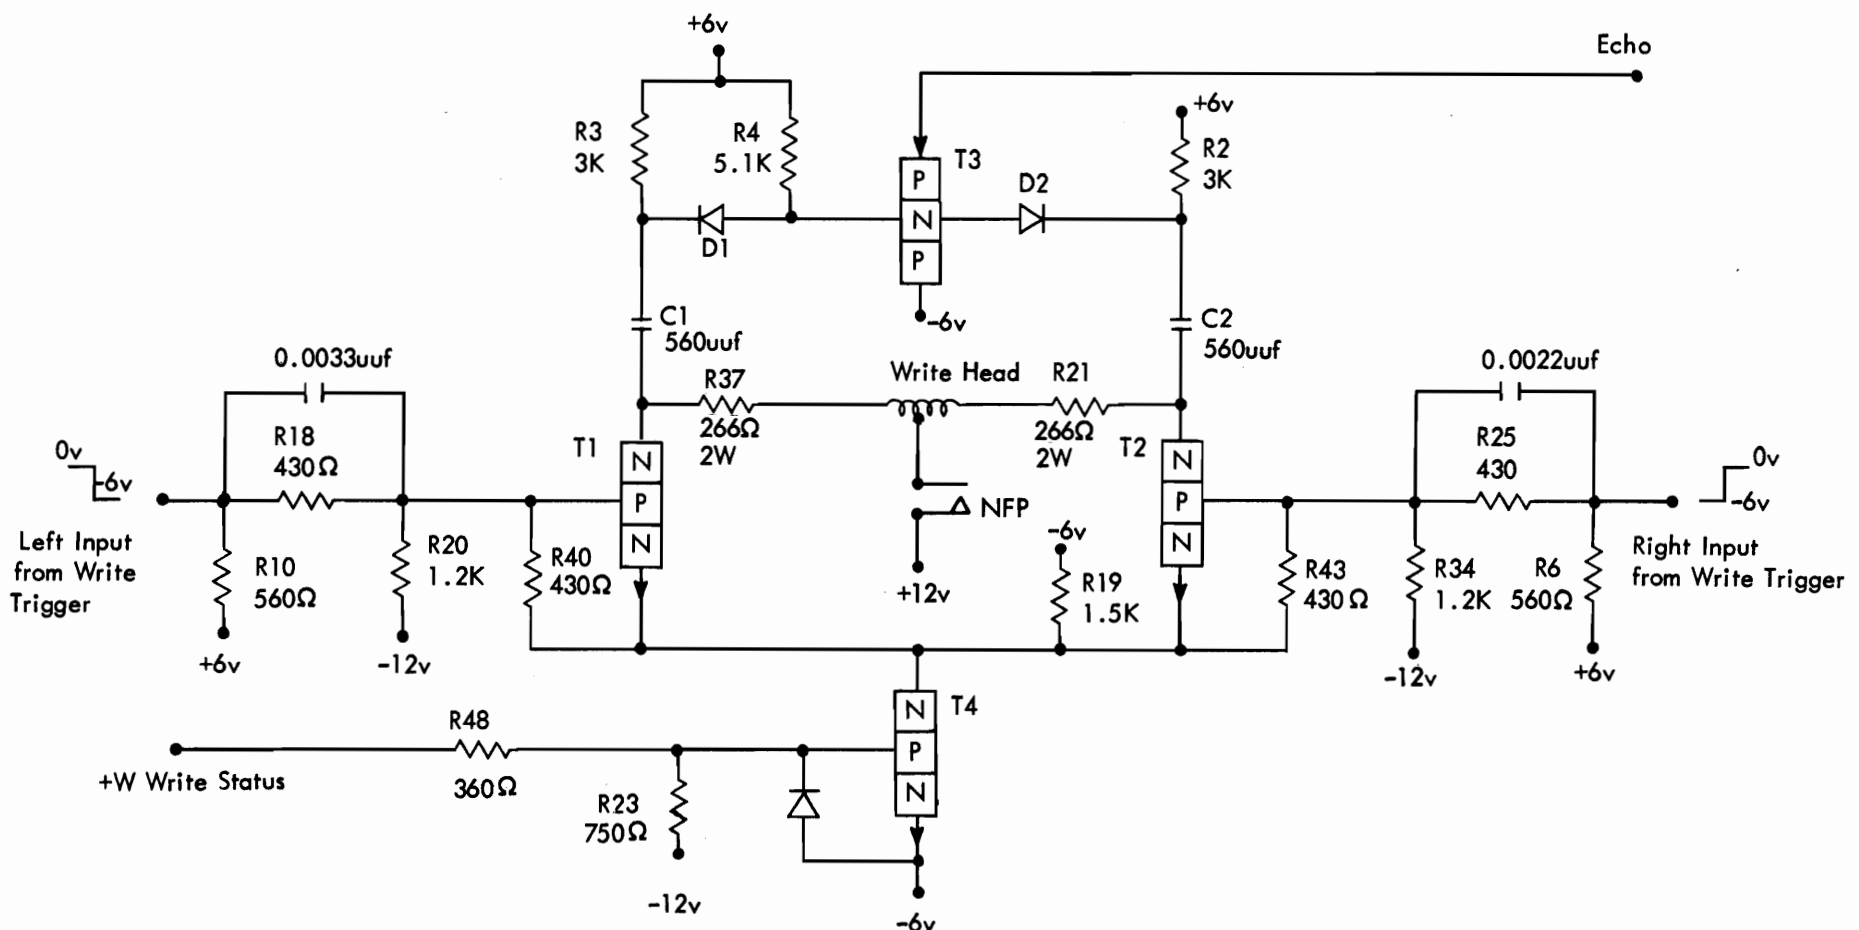 +6v
Echo
+6v
R3
3K
R4
5.1K
P
N
P
T3
D2
R2
3K
D1
-6v
C1
560uuf
C2
560uuf
0.0033uuf
0.0022uuf
Write Head
R37
266Ω
2W
R21
266Ω
2W
R18
430Ω
T1
N
P
N
T2
N
P
N
R25
430
0v
-6v
0v
-6v
Δ NFP
Left Input
from Write
Trigger
R10
560Ω
R20
1.2K
R40
430Ω
+12v
-6v
R19
1.5K
R43
430Ω
R34
1.2K
R6
560Ω
Right Input
from Write Trigger
+6v
-12v
-12v
+6v
T4
N
P
N
R48
360Ω
+W Write Status
R23
750Ω
-12v
-6v